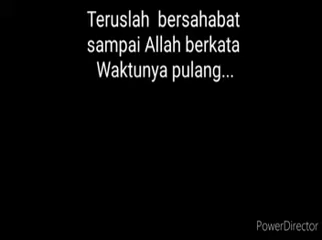 Teruslah bersahabat
sampai Allah berkata
Waktunya pulang...
PowerDirector